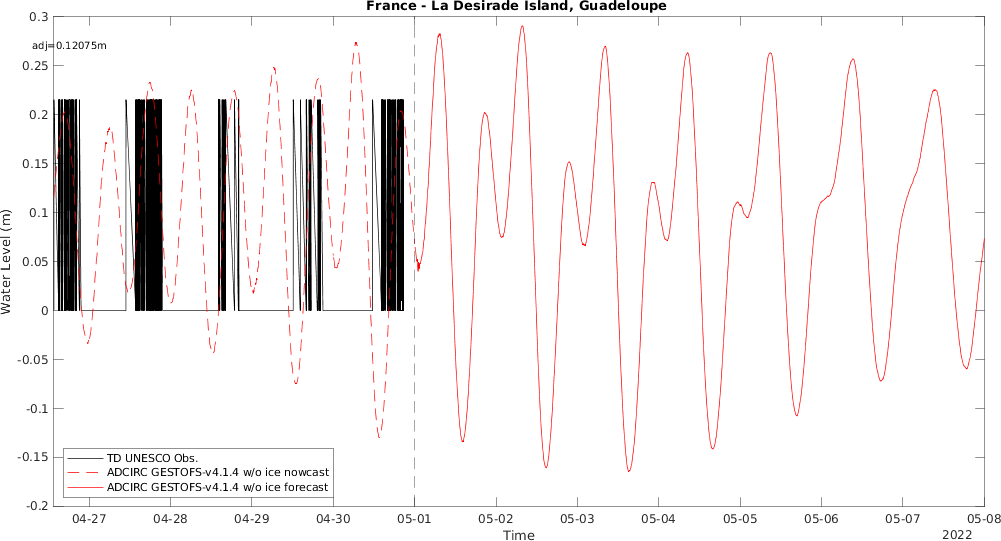 France - La Desirade Island, Guadeloupe
adj=0.12075m
0.3
0.25
0.2
0.15
0.1
0.05
0
-0.05
-0.1
-0.15
-0.2
Water Level (m)
TD UNESCO Obs.
ADCIRC GESTOFS-v4.1.4 w/o ice nowcast
ADCIRC GESTOFS-v4.1.4 w/o ice forecast
04-27 04-28 04-29 04-30 05-01 05-02 05-03 05-04 05-05 05-06 05-07 05-08
Time
2022